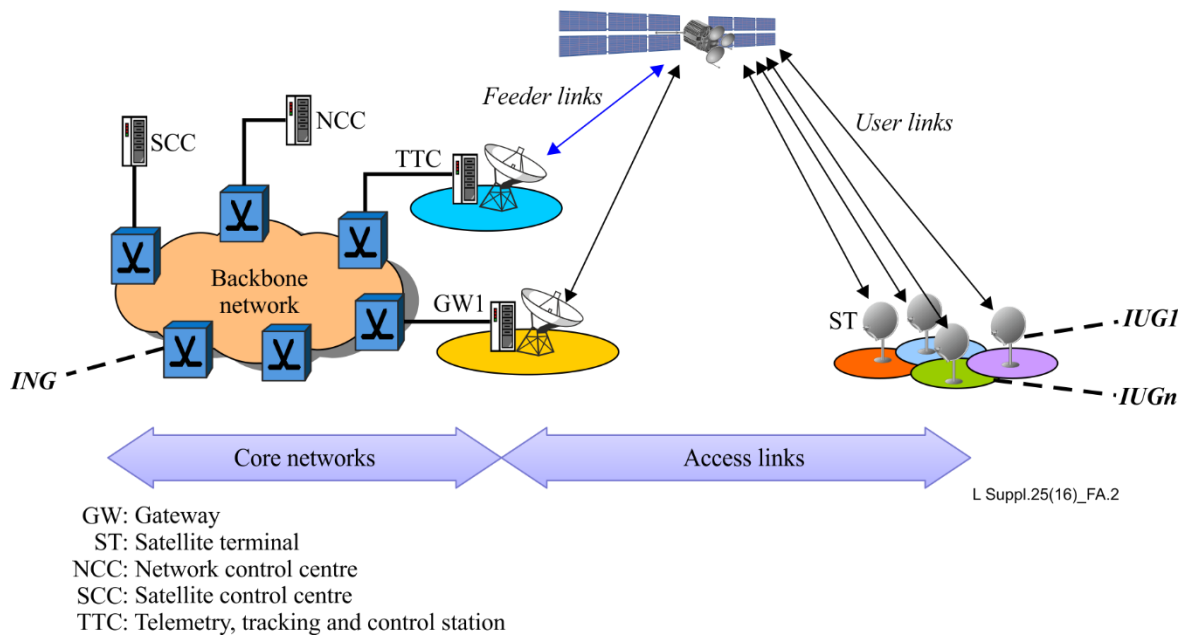 Feeder links
User links
NCC
SCC
TTC
Backbone
network
GW1
ST
IUG1
ING
IUGn
Core networks
Access links
L Suppl.25(16)_FA.2
GW: Gateway
ST: Satellite terminal
NCC: Network control centre
SCC: Satellite control centre
TTC: Telemetry, tracking and control station